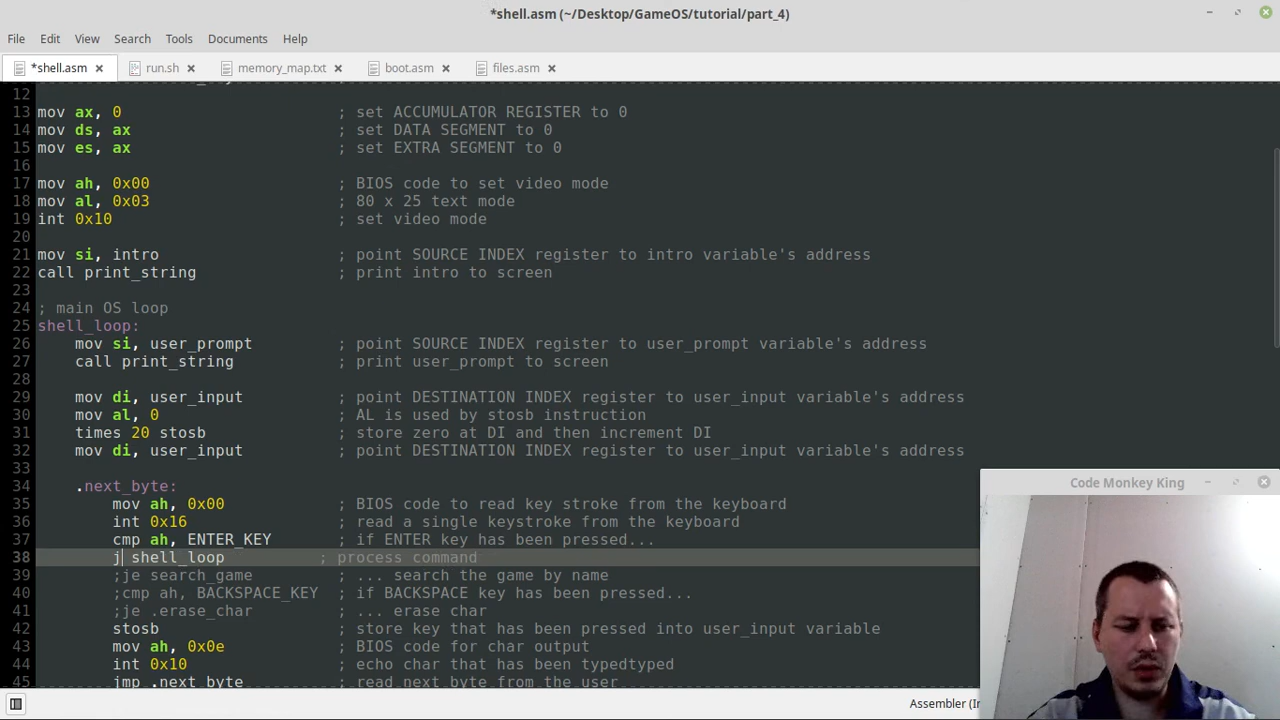 *shell.asm (~/Desktop/GameOS/tutorial/part_4)
File Edit View Search Tools Documents Help
*shell.asm run.sh memory_map.txt boot.asm files.asm
12
13 mov ax, 0 ; set ACCUMULATOR REGISTER to 0
14 mov ds, ax ; set DATA SEGMENT to 0
15 mov es, ax ; set EXTRA SEGMENT to 0
16
17 mov ah, 0x00 ; BIOS code to set video mode
18 mov al, 0x03 ; 80 x 25 text mode
19 int 0x10 ; set video mode
20
21 mov si, intro ; point SOURCE INDEX register to intro variable's address
22 call print_string ; print intro to screen
23
24 ; main OS loop
25 shell_loop:
26 mov si, user_prompt ; point SOURCE INDEX register to user_prompt variable's address
27 call print_string ; print user_prompt to screen
28
29 mov di, user_input ; point DESTINATION INDEX register to user_input variable's address
30 mov al, 0 ; AL is used by stosb instruction
31 times 20 stosb ; store zero at DI and then increment DI
32 mov di, user_input ; point DESTINATION INDEX register to user_input variable's address
33
34 .next_byte:
35 mov ah, 0x00 ; BIOS code to read key stroke from the keyboard
36 int 0x16 ; read a single keystroke from the keyboard
37 cmp ah, ENTER_KEY ; if ENTER key has been pressed...
38 j shell_loop ; process command
39 ;je search_game ; ... search the game by name
40 ;cmp ah, BACKSPACE_KEY ; if BACKSPACE key has been pressed...
41 ;je .erase_char ; ... erase char
42 stosb ; store key that has been pressed into user_input variable
43 mov ah, 0x0e ; BIOS code for char output
44 int 0x10 ; echo char that has been typedtyped
45 jmp .next_byte ; read next byte from the user
Code Monkey King
Assembler (In